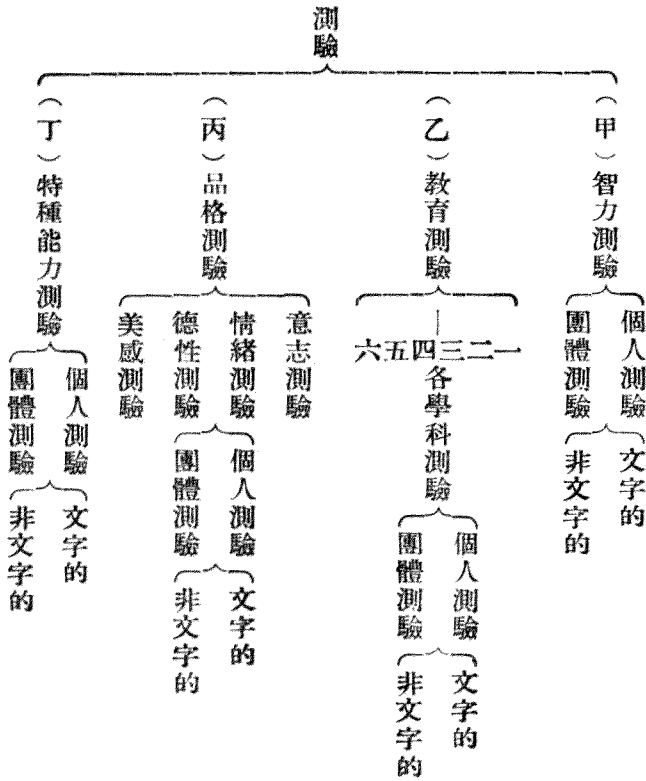 測驗
（甲）智力測驗
個人測驗
團體測驗
文字的
非文字的
（乙）教育測驗
一二三四五六
各學科測驗
個人測驗
團體測驗
文字的
非文字的
（丙）品格測驗
意志測驗
情緒測驗
德性測驗
美感測驗
個人測驗
團體測驗
文字的
非文字的
（丁）特種能力測驗
個人測驗
團體測驗
文字的
非文字的